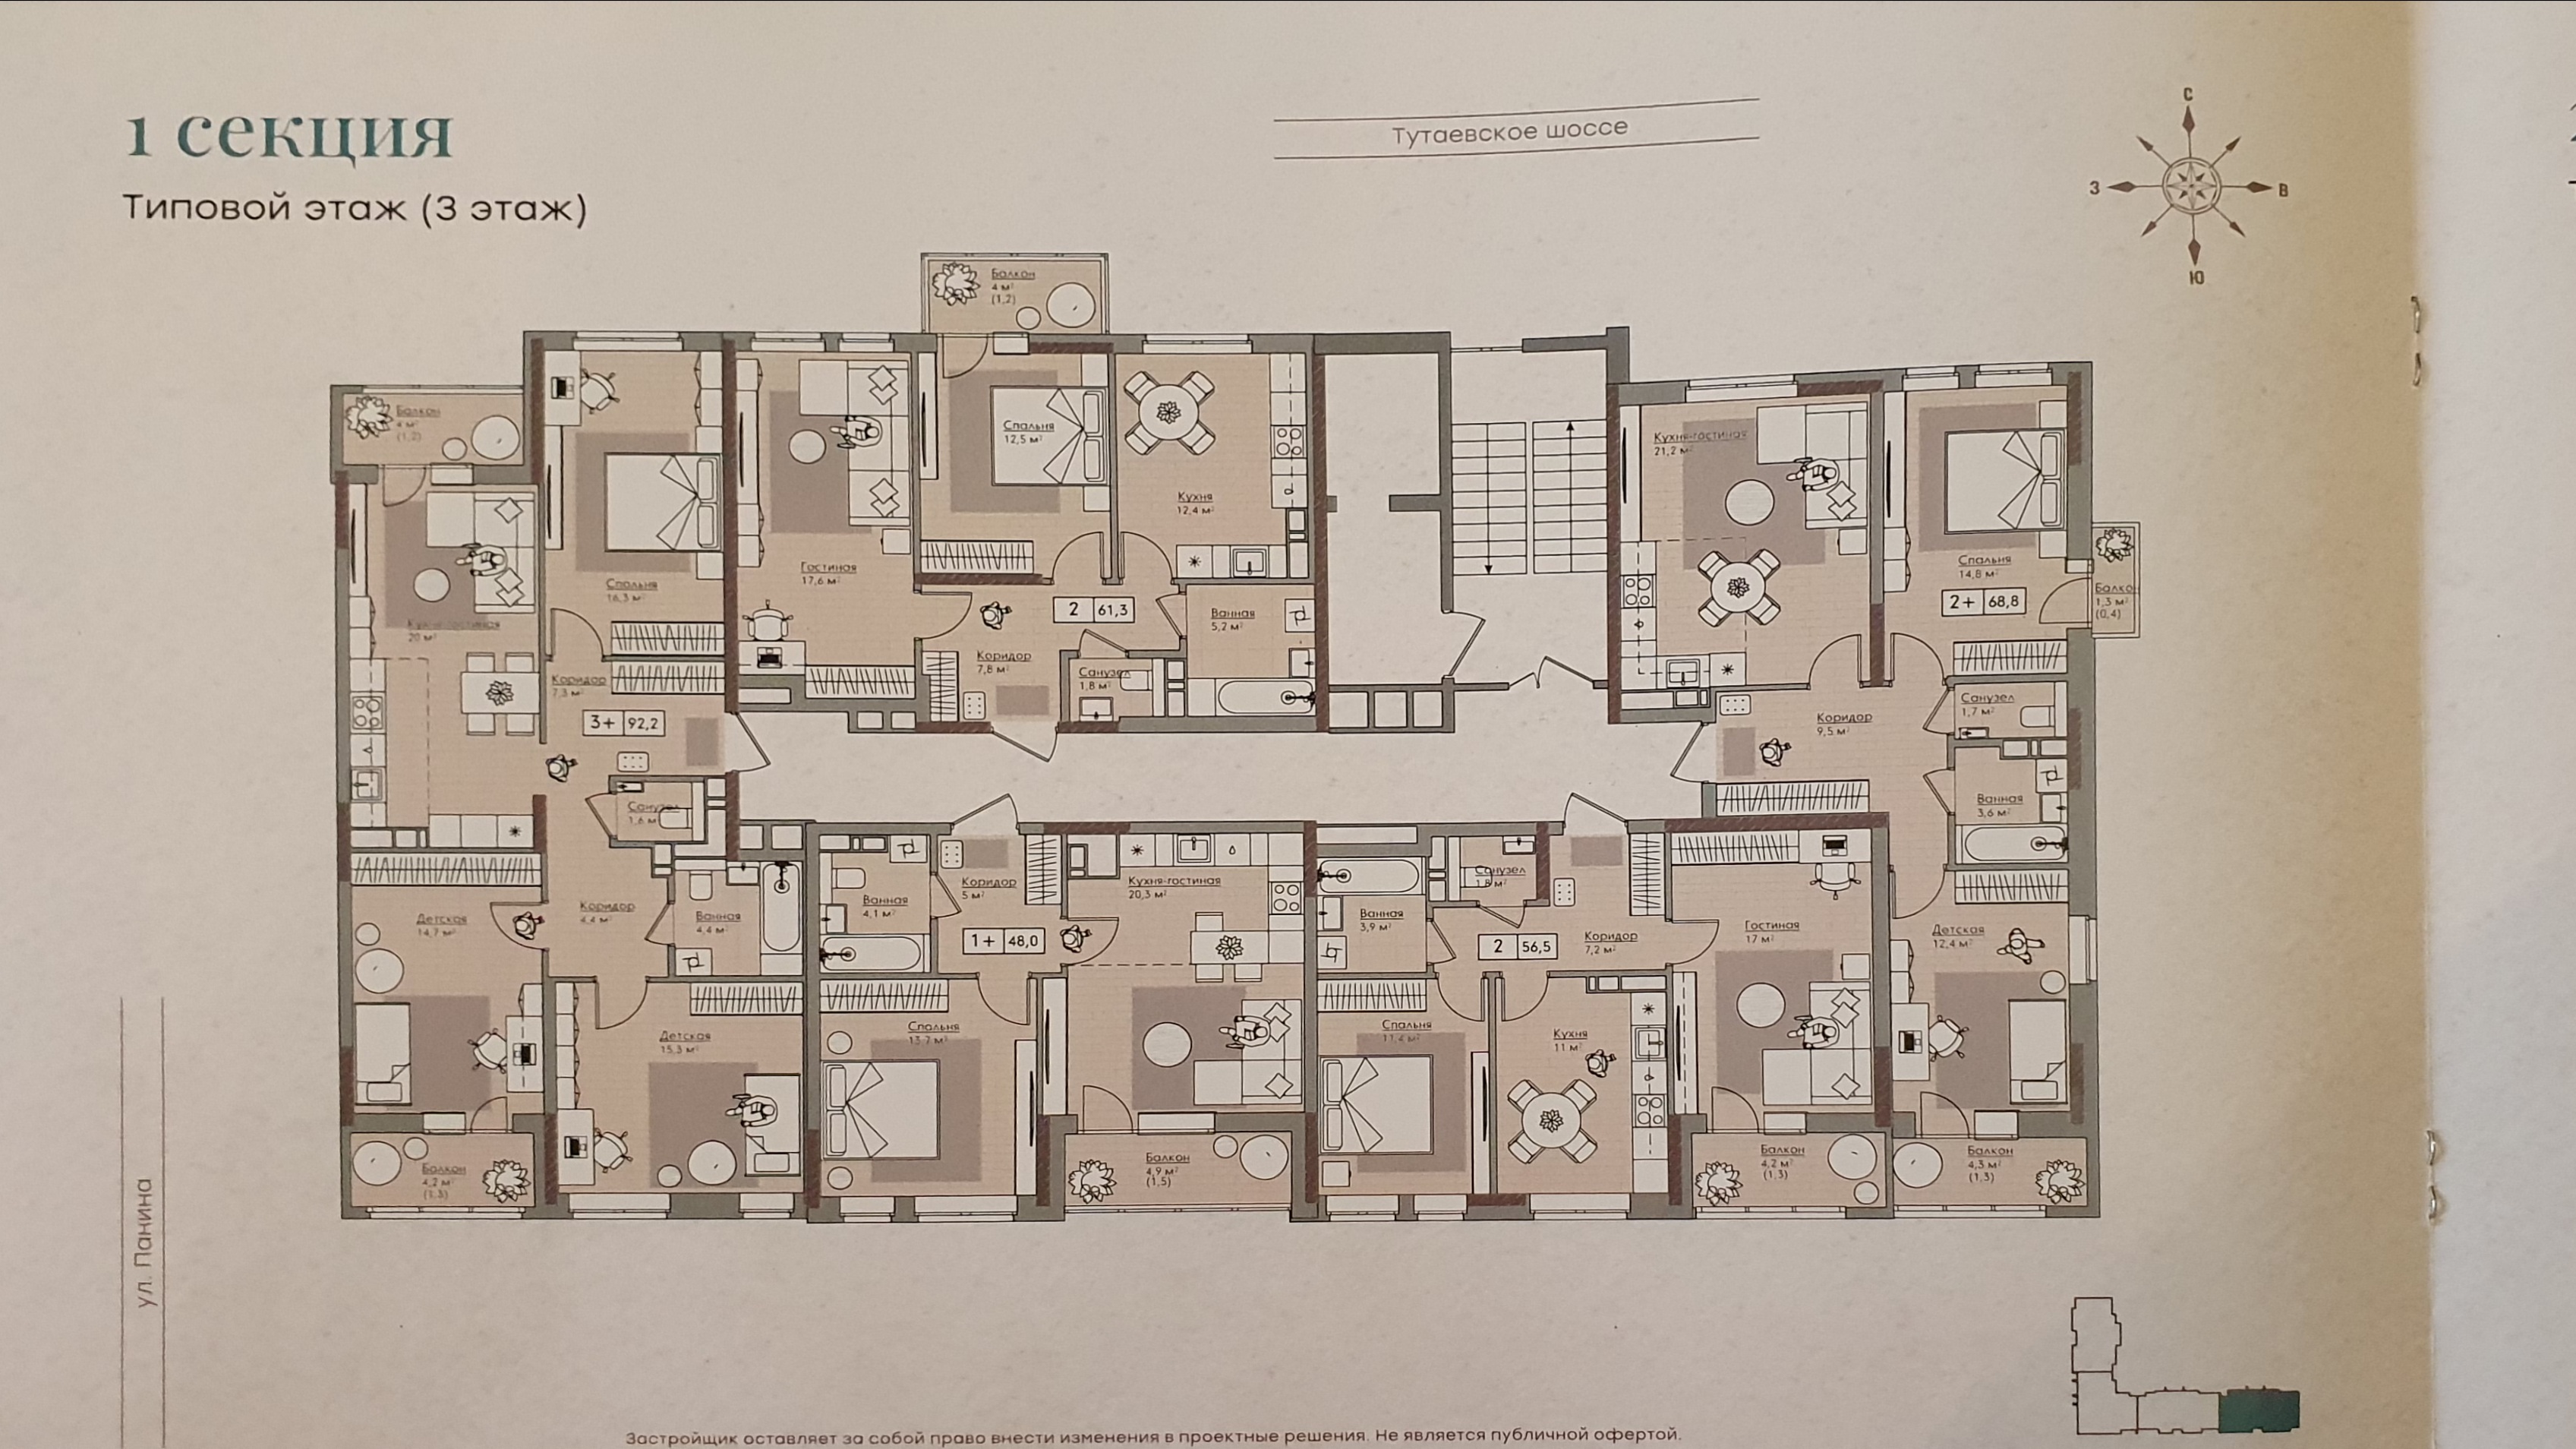 1 секция
Типовой этаж (3 этаж)
Тутаевское шоссе
С
З
В
Ю
Балкон
4 м²
(1,2)
Балкон
4 м²
(1,2)
Спальня
12,5 м²
Кухня
12,4 м²
Кухня-гостиная
21,2 м²
Спальня
14,8 м²
2+ 68,8
Балкон
1,3 м²
(0,4)
Гостиная
17,6 м²
Спальня
16,3 м²
Кухня-гостиная
20 м²
2 61,3
Ванная
5,2 м²
Коридор
7,8 м²
Санузел
1,8 м²
Коридор
7,3 м²
3+ 92,2
Коридор
9,5 м²
Санузел
1,7 м²
Ванная
3,6 м²
Санузел
1,6 м²
Детская
14,7 м²
Коридор
4,4 м²
Ванная
4,4 м²
Ванная
4,1 м²
Коридор
5 м²
1+ 48,0
Кухня-гостиная
20,3 м²
Ванная
3,9 м²
Санузел
1,8 м²
2 56,5
Коридор
7,2 м²
Гостиная
17 м²
Детская
12,4 м²
Детская
15,3 м²
Спальня
13,7 м²
Спальня
11,4 м²
Кухня
11 м²
Балкон
4,2 м²
(1,3)
Балкон
4,9 м²
(1,5)
Балкон
4,2 м²
(1,3)
Балкон
4,3 м²
(1,3)
ул. Панина
Застройщик оставляет за собой право внести изменения в проектные решения. Не является публичной офертой.